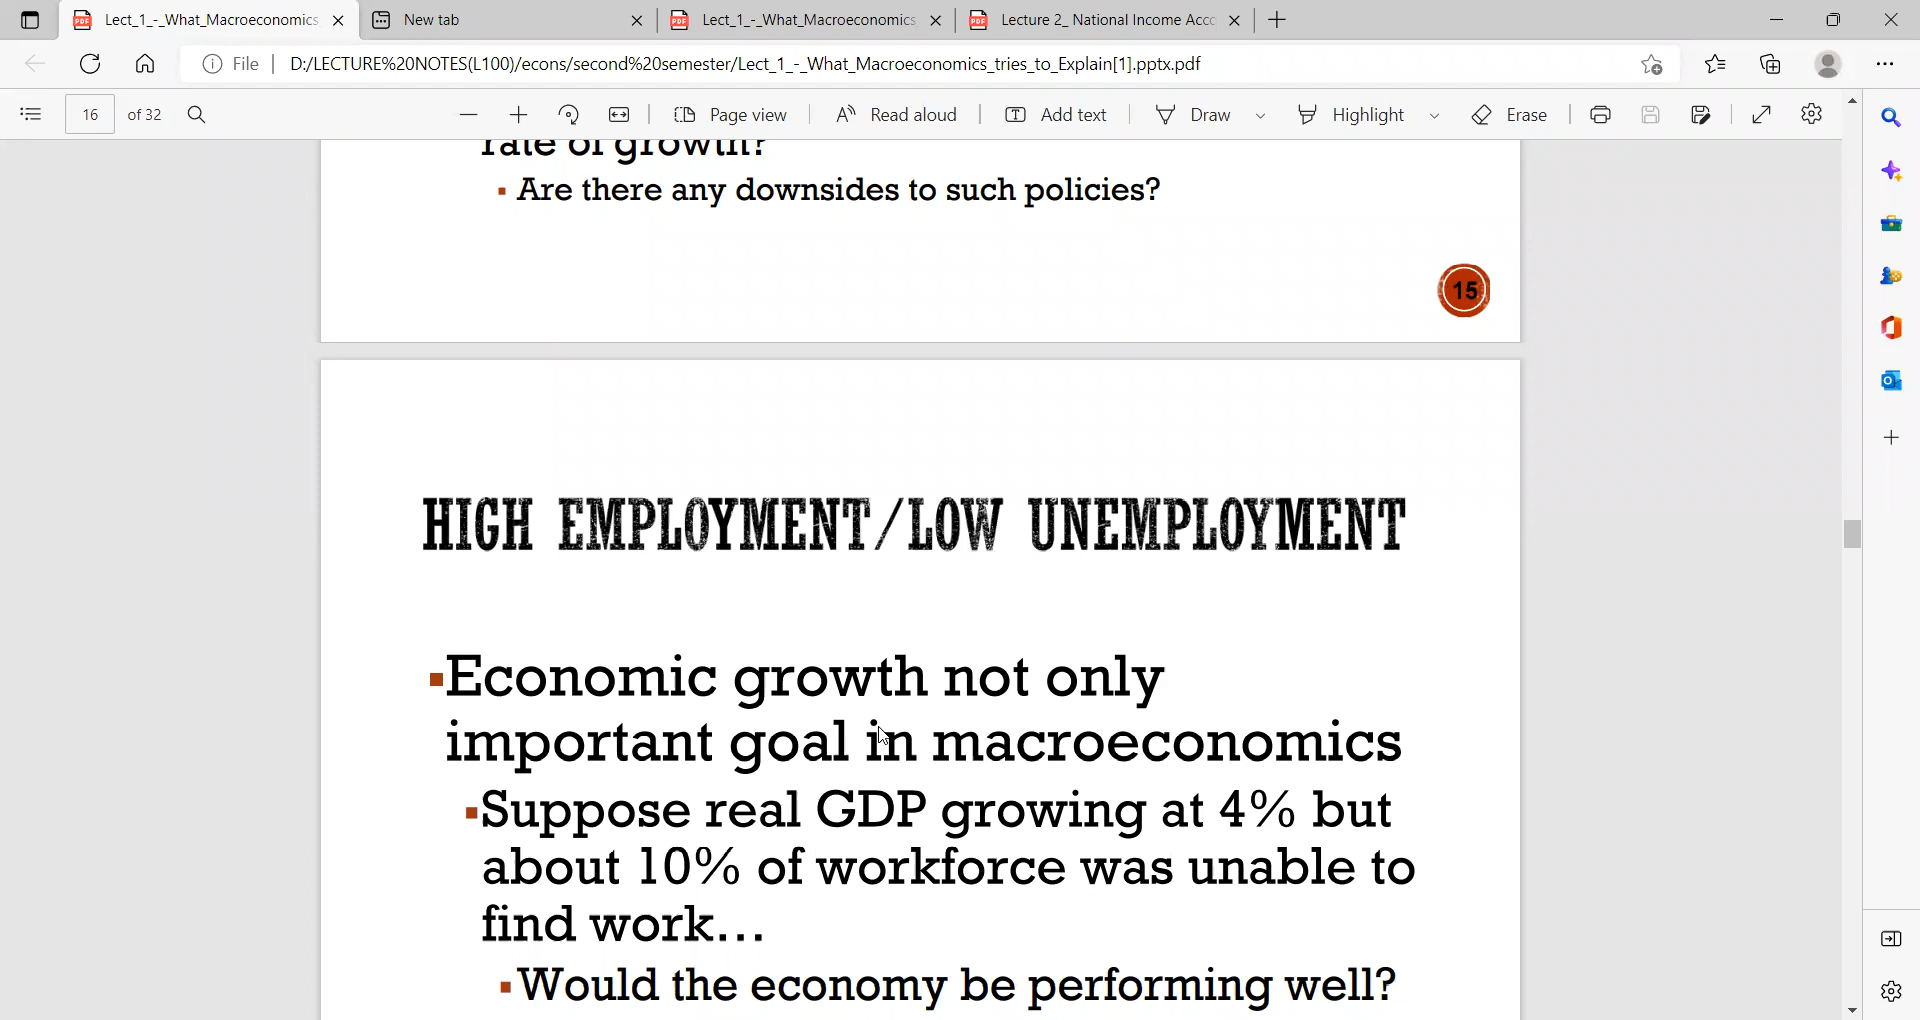 Lect_1_-_What_Macroeconomics
New tab
Lect_1_-_What_Macroeconomics
Lecture 2_ National Income Acc
File
D:/LECTURE%20NOTES(L100)/econs/second%20semester/Lect_1_-_What_Macroeconomics_tries_to_Explain[1].pptx.pdf
16 of 32
Page view
Read aloud
Add text
Draw
Highlight
Erase
rate of growth?
Are there any downsides to such policies?
15
HIGH EMPLOYMENT/LOW UNEMPLOYMENT
Economic growth not only
important goal in macroeconomics
Suppose real GDP growing at 4% but
about 10% of workforce was unable to
find work...
Would the economy be performing well?